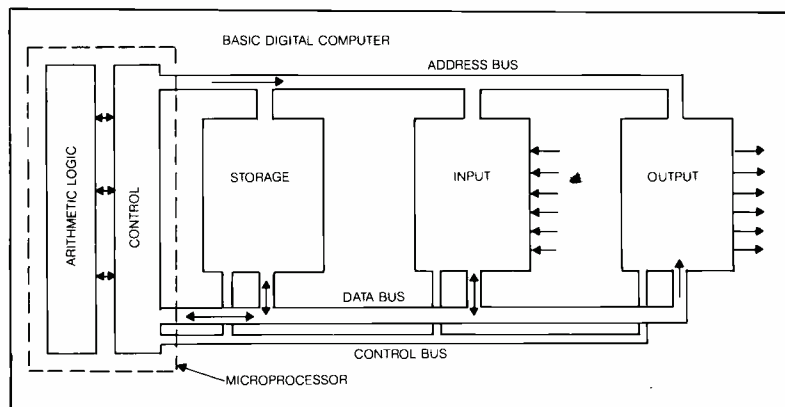 BASIC DIGITAL COMPUTER
ADDRESS BUS
ARITHMETIC LOGIC
CONTROL
STORAGE
INPUT
OUTPUT
DATA BUS
CONTROL BUS
MICROPROCESSOR